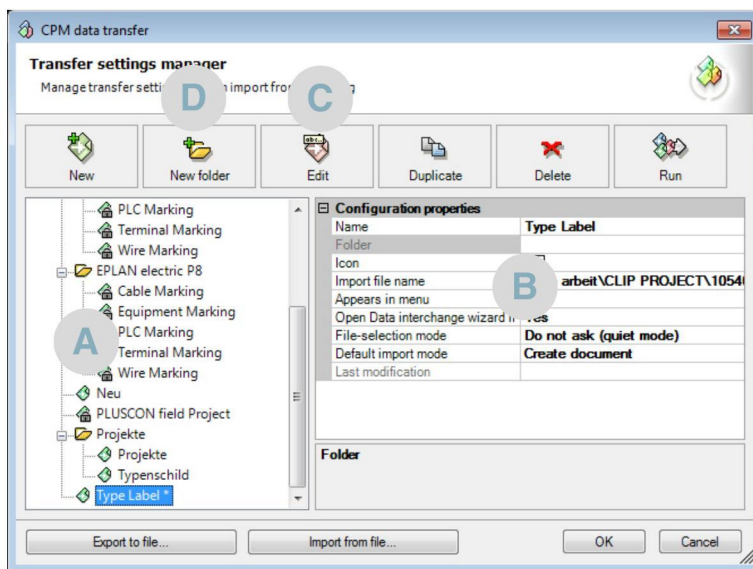 CPM data transfer
Transfer settings manager
Manage transfer setti import fro g
D
C
New
New folder
Edit
Duplicate
Delete
Run
PLC Marking
Terminal Marking
Wire Marking
EPLAN electric P8
Cable Marking
Equipment Marking
PLC Marking
Terminal Marking
Wire Marking
Neu
PLUSCON field Project
Projekte
Projekte
Typenschild
Type Label *
A
Configuration properties
Name Type Label
Folder
Icon
Import file name arbeit\CLIP PROJECT\1054
Appears in menu
Open Data interchange wizard Yes
File-selection mode Do not ask (quiet mode)
Default import mode Create document
Last modification
B
Folder
Export to file...
Import from file...
OK
Cancel